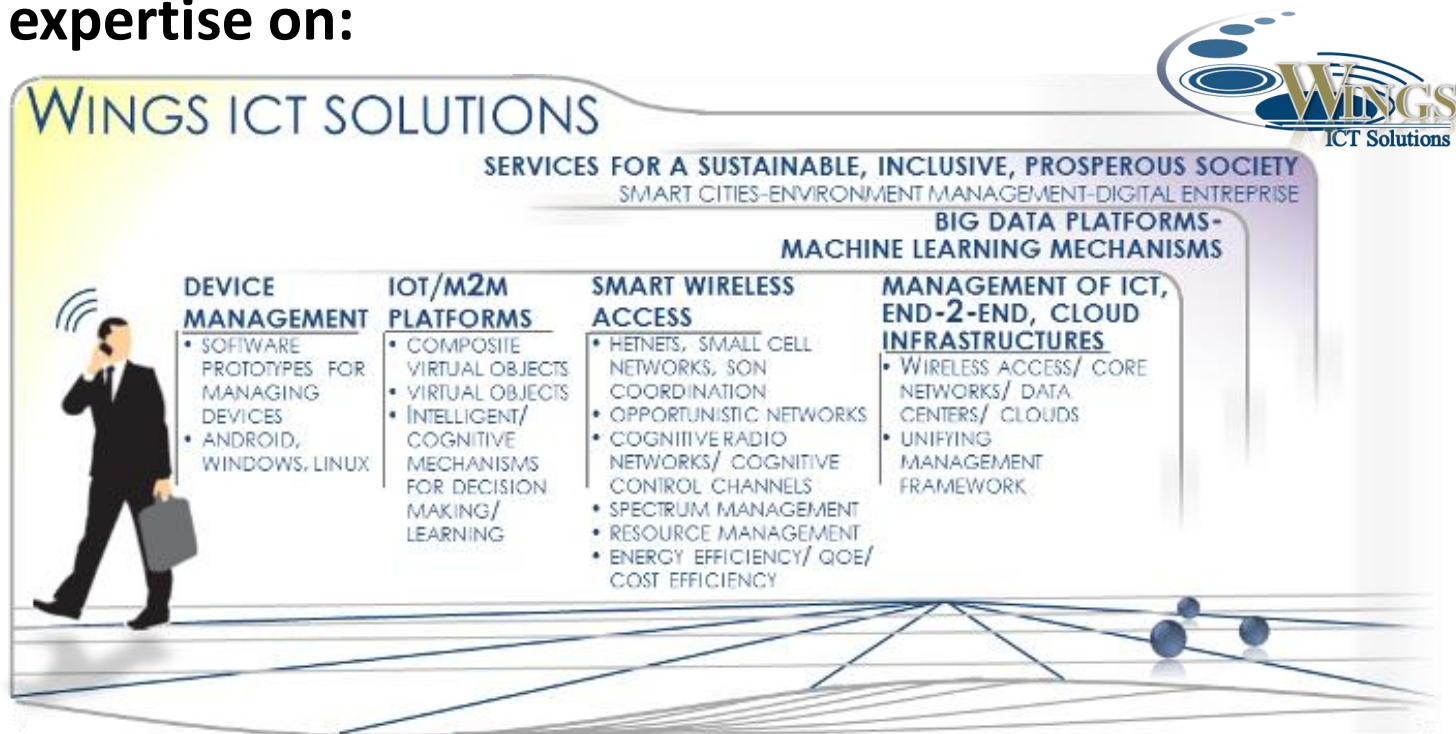 expertise on:
WINGS
ICT Solutions
WINGS ICT SOLUTIONS
SERVICES FOR A SUSTAINABLE, INCLUSIVE, PROSPEROUS SOCIETY
SMART CITIES-ENVIRONMENT MANAGEMENT-DIGITAL ENTREPRISE
BIG DATA PLATFORMS-
MACHINE LEARNING MECHANISMS
DEVICE
MANAGEMENT
• SOFTWARE
PROTOTYPES FOR
MANAGING
DEVICES
• ANDROID,
WINDOWS, LINUX
IOT/M2M
PLATFORMS
• COMPOSITE
VIRTUAL OBJECTS
• VIRTUAL OBJECTS
• INTELLIGENT/
COGNITIVE
MECHANISMS
FOR DECISION
MAKING/
LEARNING
SMART WIRELESS
ACCESS
• HETNETS, SMALL CELL
NETWORKS, SON
COORDINATION
• OPPORTUNISTIC NETWORKS
• COGNITIVE RADIO
NETWORKS/ COGNITIVE
CONTROL CHANNELS
• SPECTRUM MANAGEMENT
• RESOURCE MANAGEMENT
• ENERGY EFFICIENCY/ QOE/
COST EFFICIENCY
MANAGEMENT OF ICT,
END-2-END, CLOUD
INFRASTRUCTURES
• WIRELESS ACCESS/ CORE
NETWORKS/ DATA
CENTERS/ CLOUDS
• UNIFYING
MANAGEMENT
FRAMEWORK